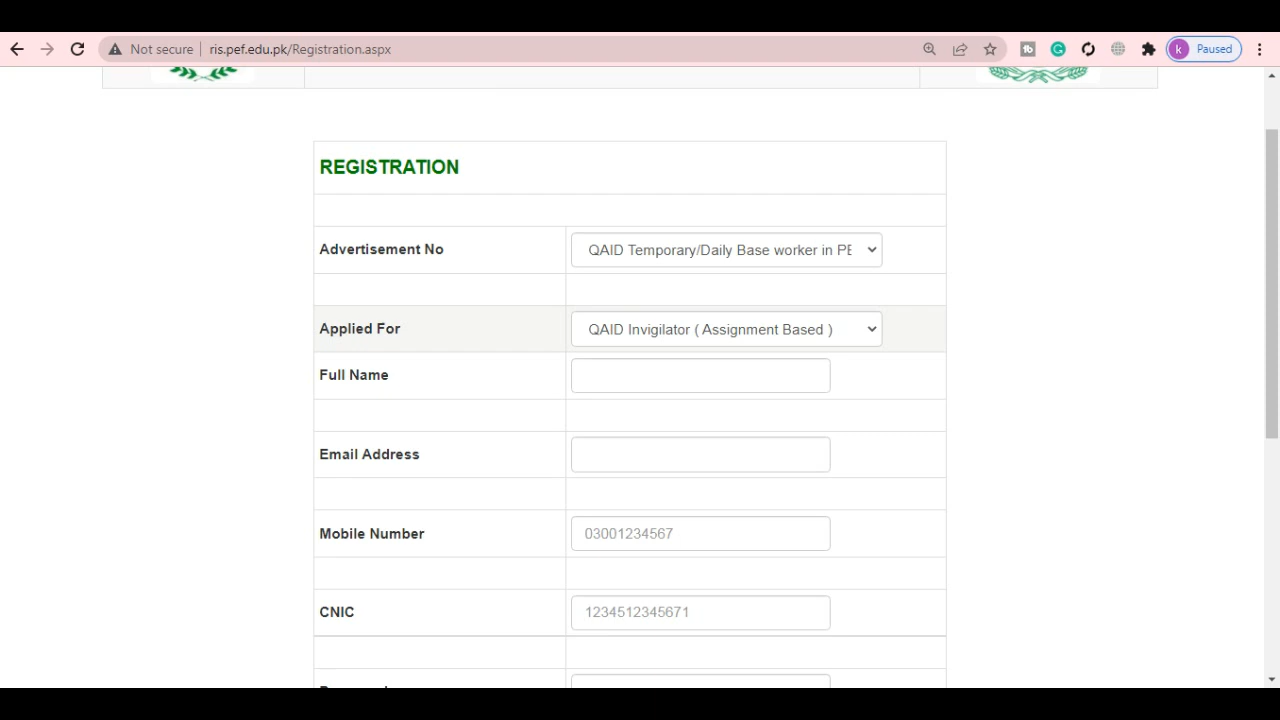 Not secure ris.pef.edu.pk/Registration.aspx
k Paused
REGISTRATION
Advertisement No QAID Temporary/Daily Base worker in PE
Applied For QAID Invigilator ( Assignment Based )
Full Name
Email Address
Mobile Number 03001234567
CNIC 1234512345671